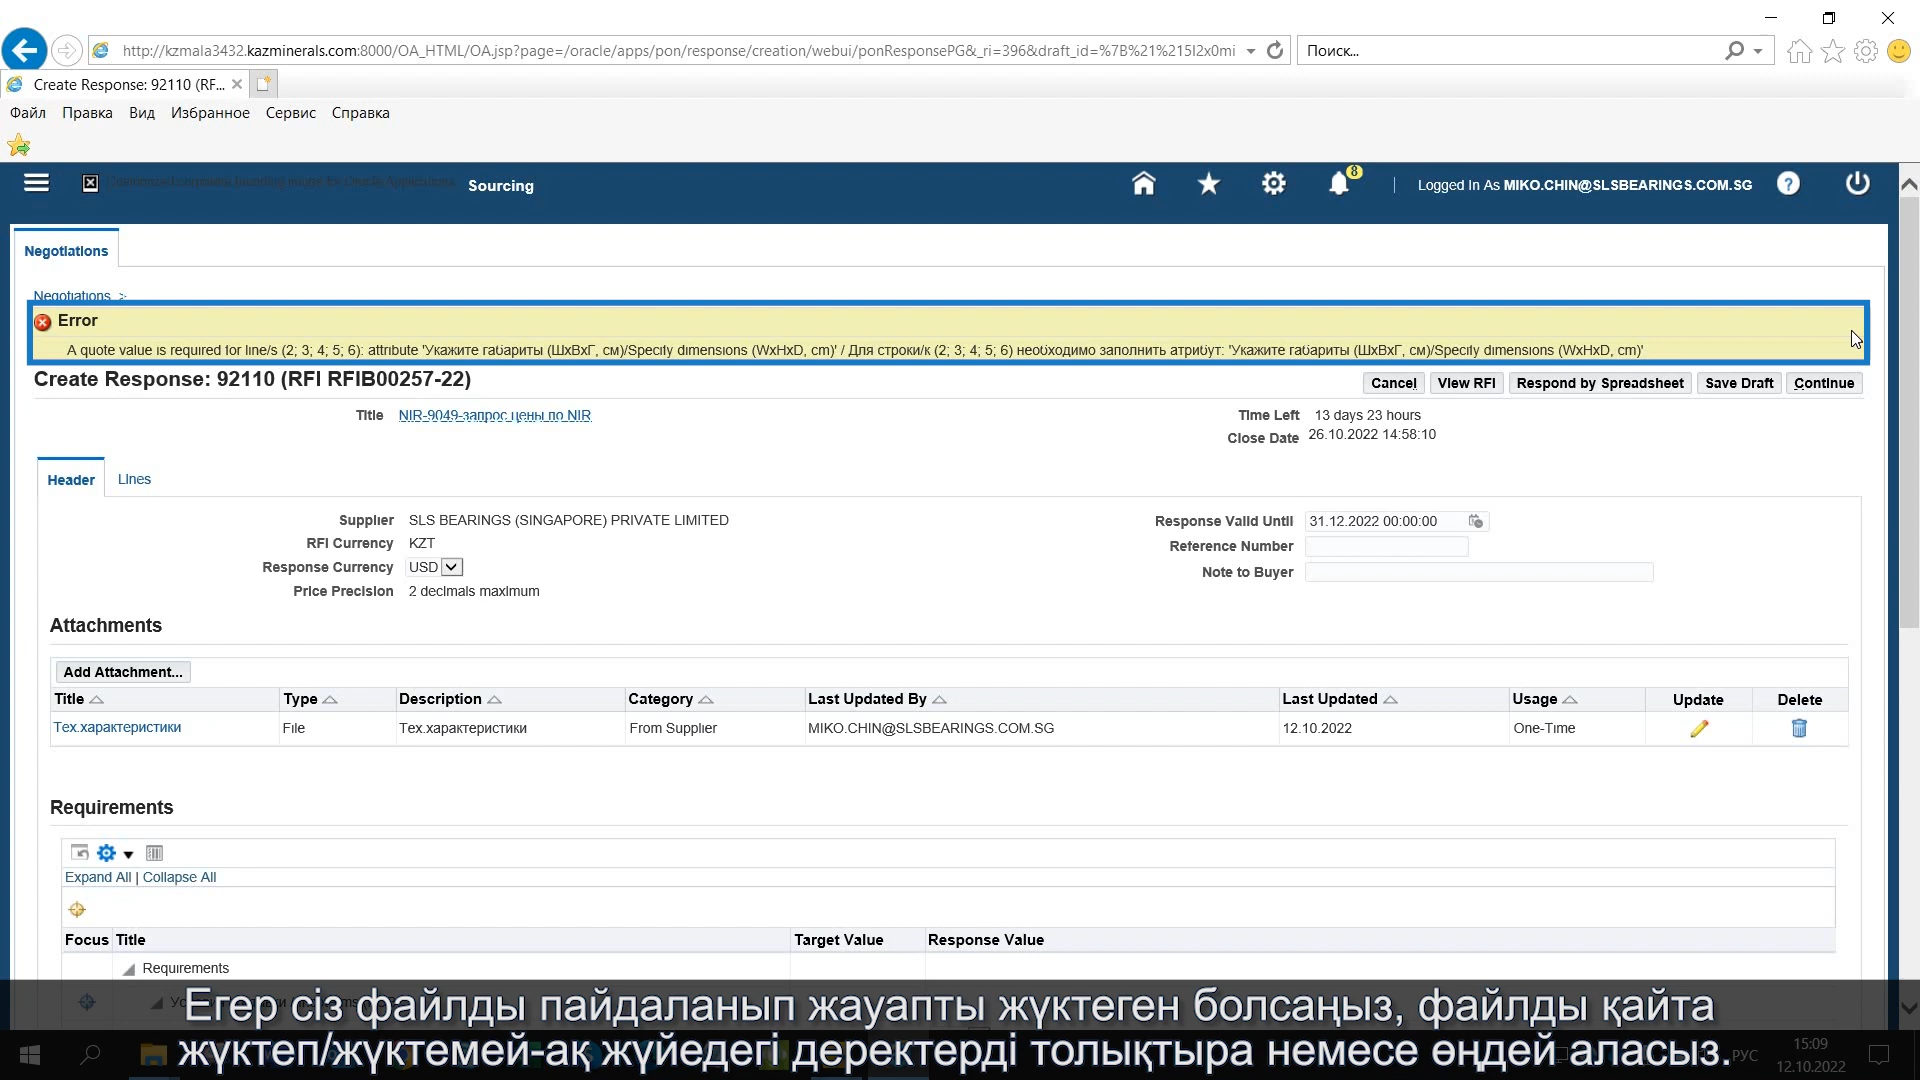 http://kzmala3432.kazminerals.com:8000/OA_HTML/OA.jsp?page=/oracle/apps/pon/response/creation/webui/ponResponsePG&_ri=396&draft_id=%7B%21%215I2x0mi
Поиск...
Create Response: 92110 (RF...
Файл Правка Вид Избранное Сервис Справка
Sourcing
8
Logged In As MIKO.CHIN@SLSBEARINGS.COM.SG
Negotiations
Negotiations >
Error
A quote value is required for line/s (2; 3; 4; 5; 6): attribute 'Укажите габариты (ШxВxГ, см)/Specify dimensions (WxHxD, cm)' / Для строки/к (2; 3; 4; 5; 6) необходимо заполнить атрибут: 'Укажите габариты (ШxВxГ, см)/Specify dimensions (WxHxD, cm)'
Create Response: 92110 (RFI RFIB00257-22)
Cancel View RFI Respond by Spreadsheet Save Draft Continue
Title NIR-9049-запрос цены по NIR
Time Left 13 days 23 hours
Close Date 26.10.2022 14:58:10
Header Lines
Supplier SLS BEARINGS (SINGAPORE) PRIVATE LIMITED
RFI Currency KZT
Response Currency USD
Price Precision 2 decimals maximum
Response Valid Until 31.12.2022 00:00:00
Reference Number
Note to Buyer
Attachments
Add Attachment...
Title Type Description Category Last Updated By Last Updated Usage Update Delete
Тех.характеристики File Тех.характеристики From Supplier MIKO.CHIN@SLSBEARINGS.COM.SG 12.10.2022 One-Time
Requirements
Expand All | Collapse All
Focus Title Target Value Response Value
Requirements
Егер сіз файлды пайдаланып жауапты жүктеген болсаңыз, файлды қайта
жүктеп/жүктемей-ақ жүйедегі деректерді толықтыра немесе өңдей аласыз.
РУС
15:09
12.10.2022